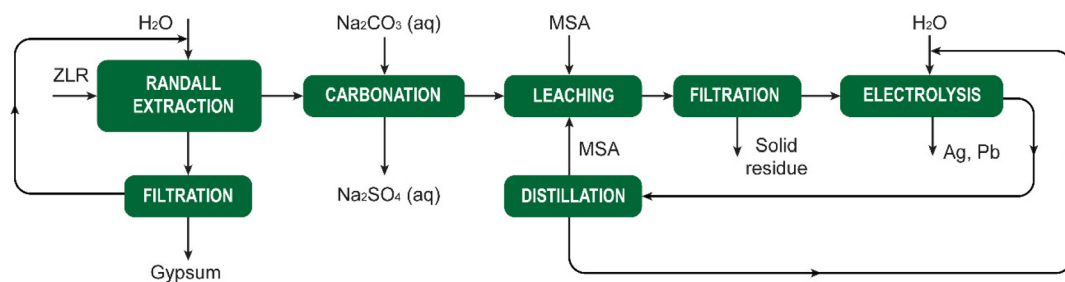 H₂O
Na₂CO₃ (aq)
MSA
H₂O
ZLR
RANDALL
EXTRACTION
CARBONATION
LEACHING
FILTRATION
ELECTROLYSIS
MSA
Solid
residue
Ag, Pb
FILTRATION
Na₂SO₄ (aq)
DISTILLATION
Gypsum